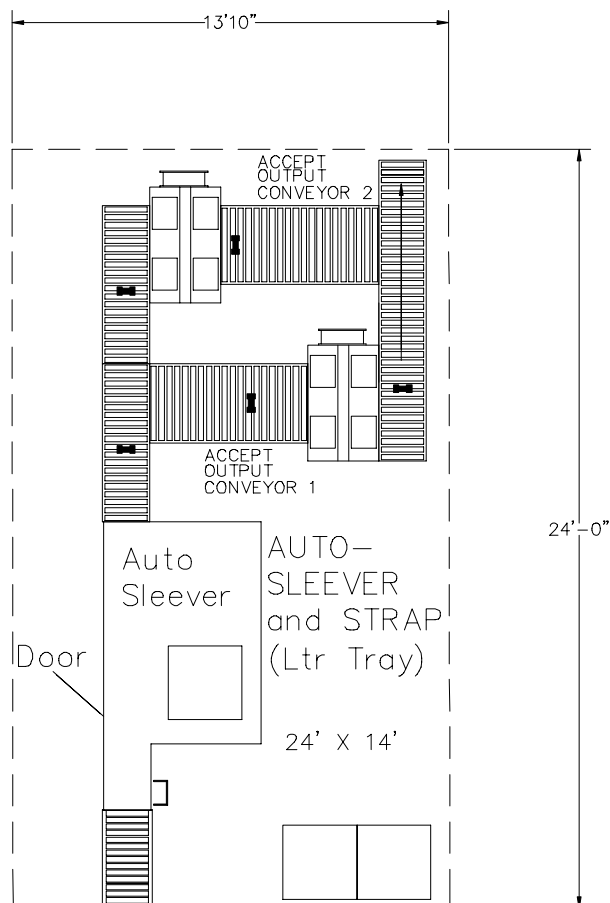 13'10"
ACCEPT
OUTPUT
CONVEYOR 2
ACCEPT
OUTPUT
CONVEYOR 1
24'-0"
Auto
Sleever
AUTO-
SLEEVER
and STRAP
(Ltr Tray)
Door
24' X 14'